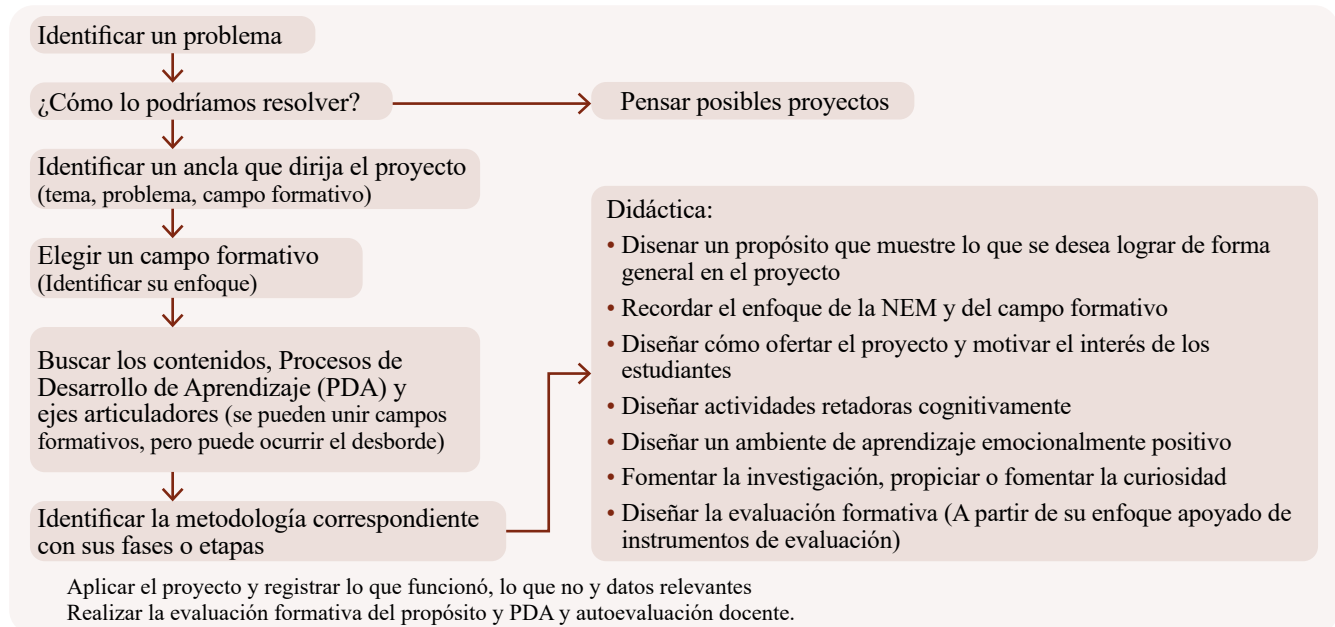 Identificar un problema
¿Cómo lo podríamos resolver?
Pensar posibles proyectos
Identificar un ancla que dirija el proyecto
(tema, problema, campo formativo)
Elegir un campo formativo
(Identificar su enfoque)
Buscar los contenidos, Procesos de
Desarrollo de Aprendizaje (PDA) y
ejes articuladores (se pueden unir campos
formativos, pero puede ocurrir el desborde)
Identificar la metodología correspondiente
con sus fases o etapas
Didáctica:
• Disenar un propósito que muestre lo que se desea lograr de forma
general en el proyecto
• Recordar el enfoque de la NEM y del campo formativo
• Diseñar cómo ofertar el proyecto y motivar el interés de los
estudiantes
• Diseñar actividades retadoras cognitivamente
• Diseñar un ambiente de aprendizaje emocionalmente positivo
• Fomentar la investigación, propiciar o fomentar la curiosidad
• Diseñar la evaluación formativa (A partir de su enfoque apoyado de
instrumentos de evaluación)
Aplicar el proyecto y registrar lo que funcionó, lo que no y datos relevantes
Realizar la evaluación formativa del propósito y PDA y autoevaluación docente.